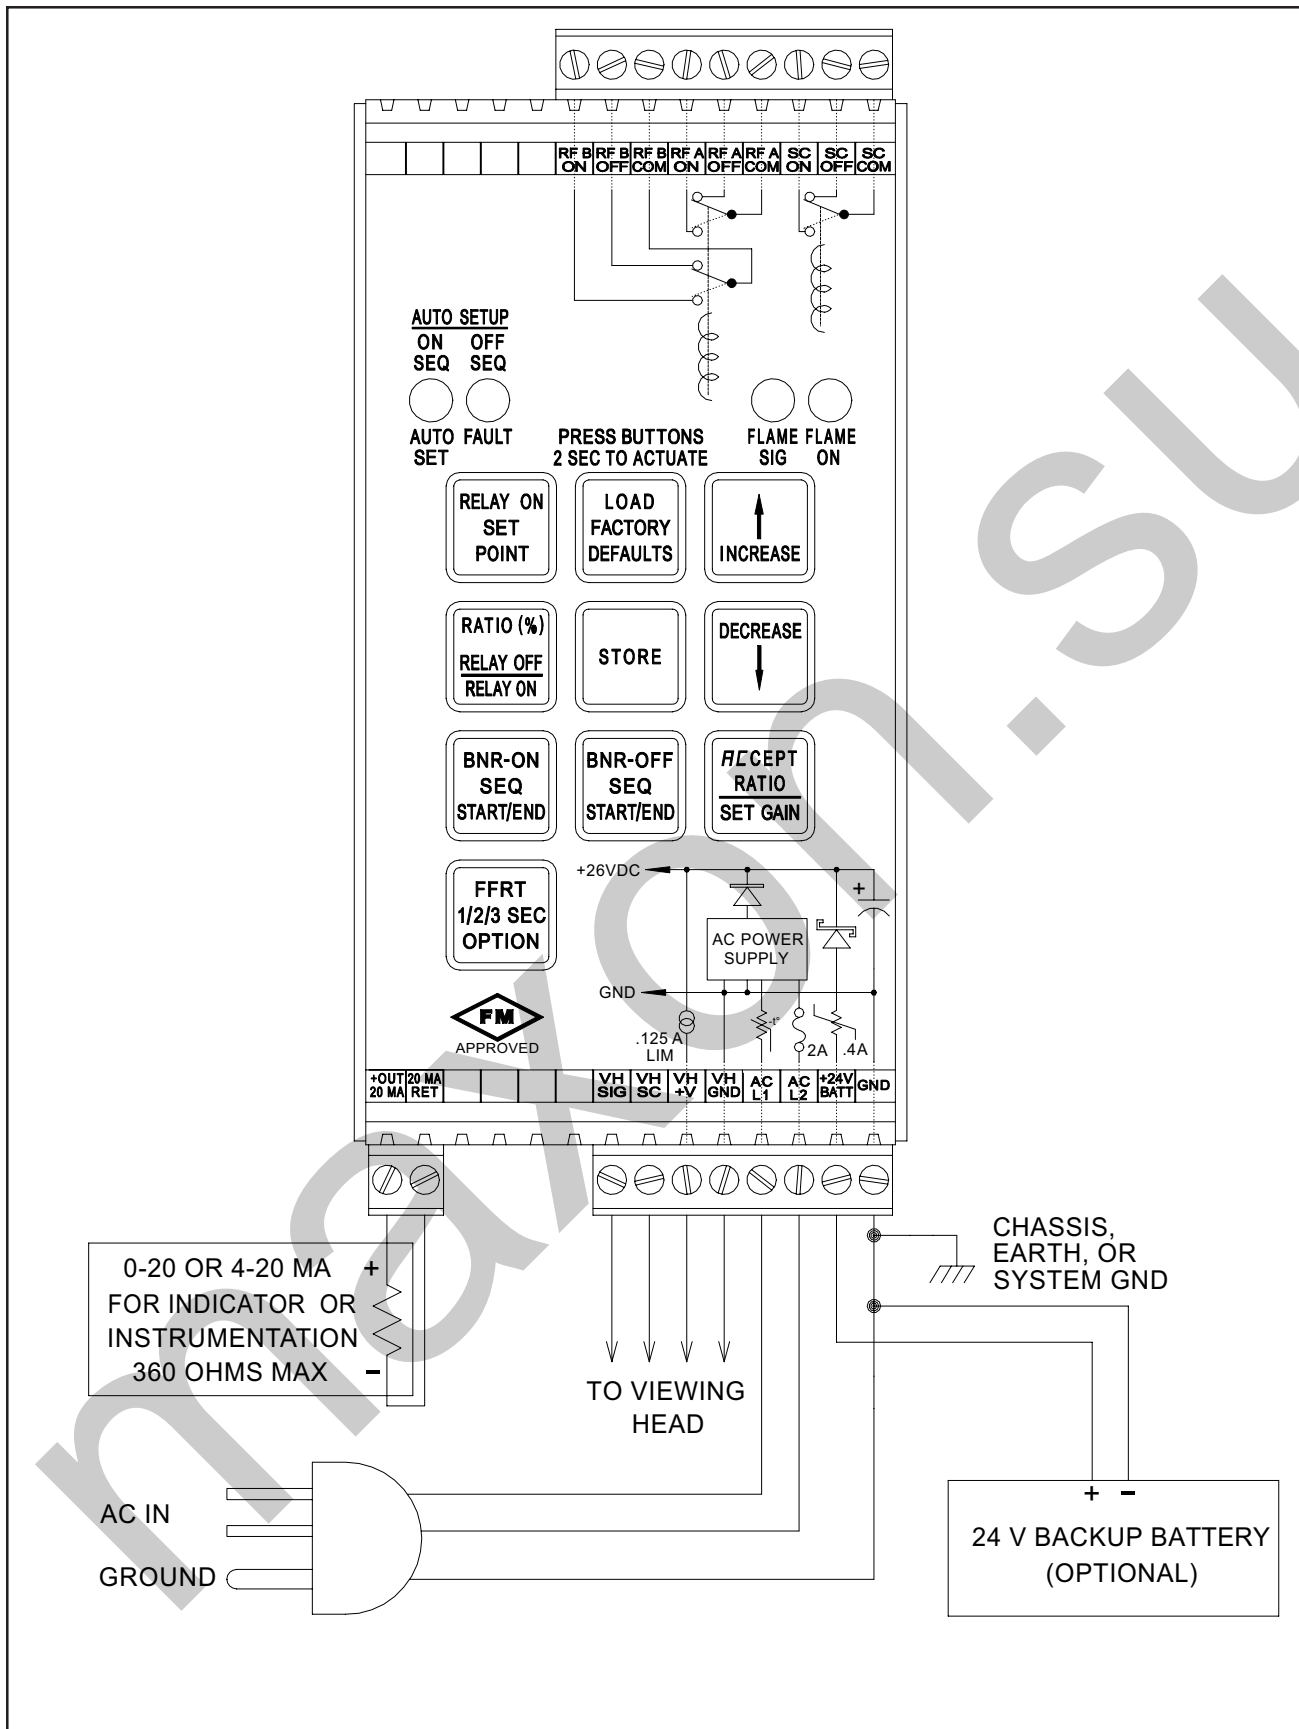 RF B ON
RF B OFF
RF B COM
RF A ON
RF A OFF
RF A COM
SC ON
SC OFF
SC COM
AUTO SETUP
ON SEQ
OFF SEQ
AUTO SET
FAULT
PRESS BUTTONS
2 SEC TO ACTUATE
FLAME SIG
FLAME ON
RELAY ON
SET
POINT
LOAD
FACTORY
DEFAULTS
INCREASE
RATIO (%)
RELAY OFF
RELAY ON
STORE
DECREASE
BNR-ON
SEQ
START/END
BNR-OFF
SEQ
START/END
ACCEPT
RATIO
SET GAIN
FFRT
1/2/3 SEC
OPTION
+26VDC
+
AC POWER
SUPPLY
GND
-t°
.125 A
LIM
2A
.4A
FM
APPROVED
+OUT 20 MA
20 MA RET
VH SIG
VH SC
VH +V
VH GND
AC L1
AC L2
+24V BATT
GND
0-20 OR 4-20 MA +
FOR INDICATOR OR
INSTRUMENTATION
360 OHMS MAX -
TO VIEWING
HEAD
CHASSIS,
EARTH, OR
SYSTEM GND
AC IN
GROUND
+ -
24 V BACKUP BATTERY
(OPTIONAL)
maxon.su